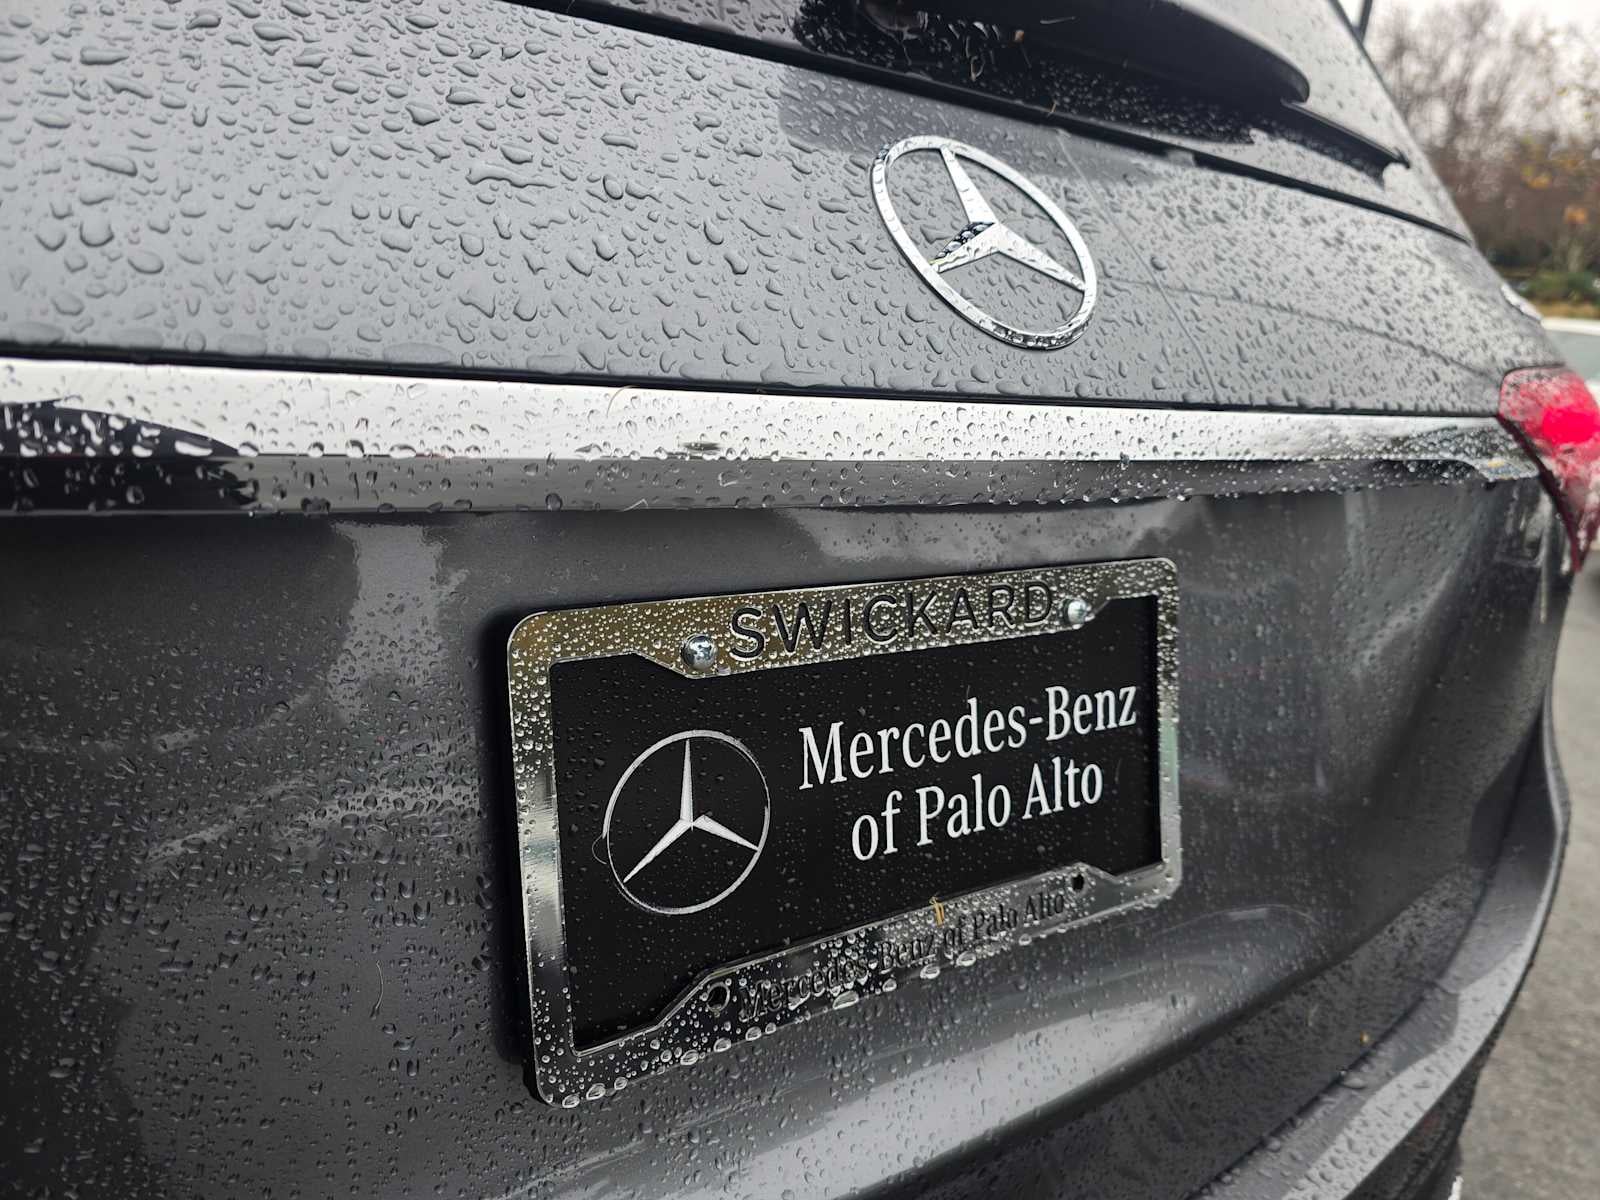 SWICKARD
Mercedes-Benz
of Palo Alto
Mercedes-Benz of Palo Alto